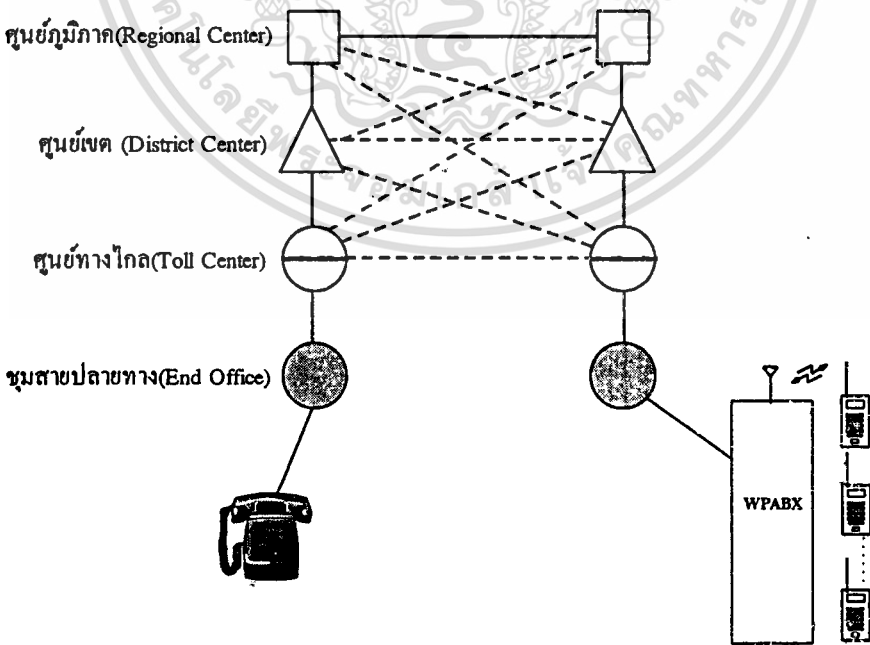 ศูนย์ภูมิภาค(Regional Center)
ศูนย์เขต (District Center)
ศูนย์ทางไกล(Toll Center)
ชุมสายปลายทาง(End Office)
WPABX